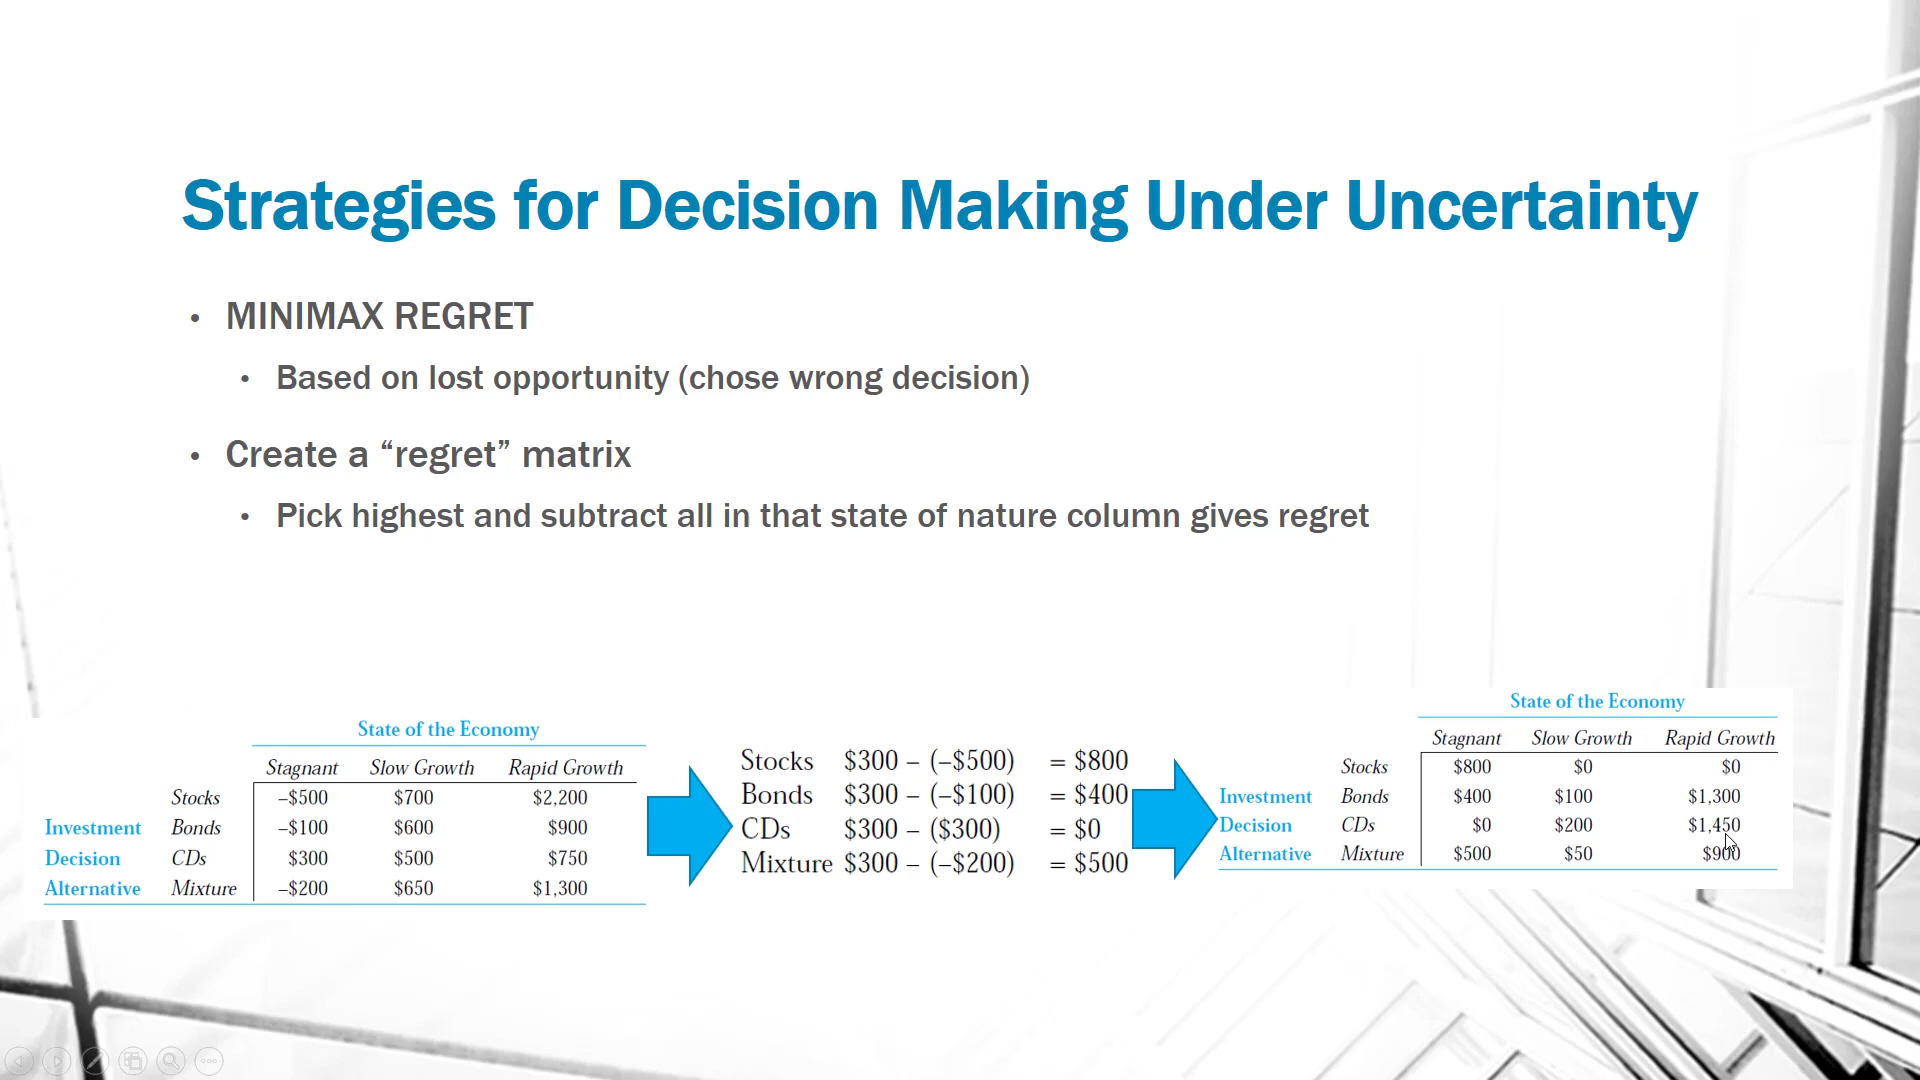 Strategies for Decision Making Under Uncertainty
• MINIMAX REGRET
• Based on lost opportunity (chose wrong decision)
• Create a “regret” matrix
• Pick highest and subtract all in that state of nature column gives regret
State of the Economy
Stagnant Slow Growth Rapid Growth
Stocks –$500 $700 $2,200
Investment Bonds –$100 $600 $900
Decision CDs $300 $500 $750
Alternative Mixture –$200 $650 $1,300
Stocks $300 – (–$500) = $800
Bonds $300 – (–$100) = $400
CDs $300 – ($300) = $0
Mixture $300 – (–$200) = $500
State of the Economy
Stagnant Slow Growth Rapid Growth
Stocks $800 $0 $0
Investment Bonds $400 $100 $1,300
Decision CDs $0 $200 $1,450
Alternative Mixture $500 $50 $900